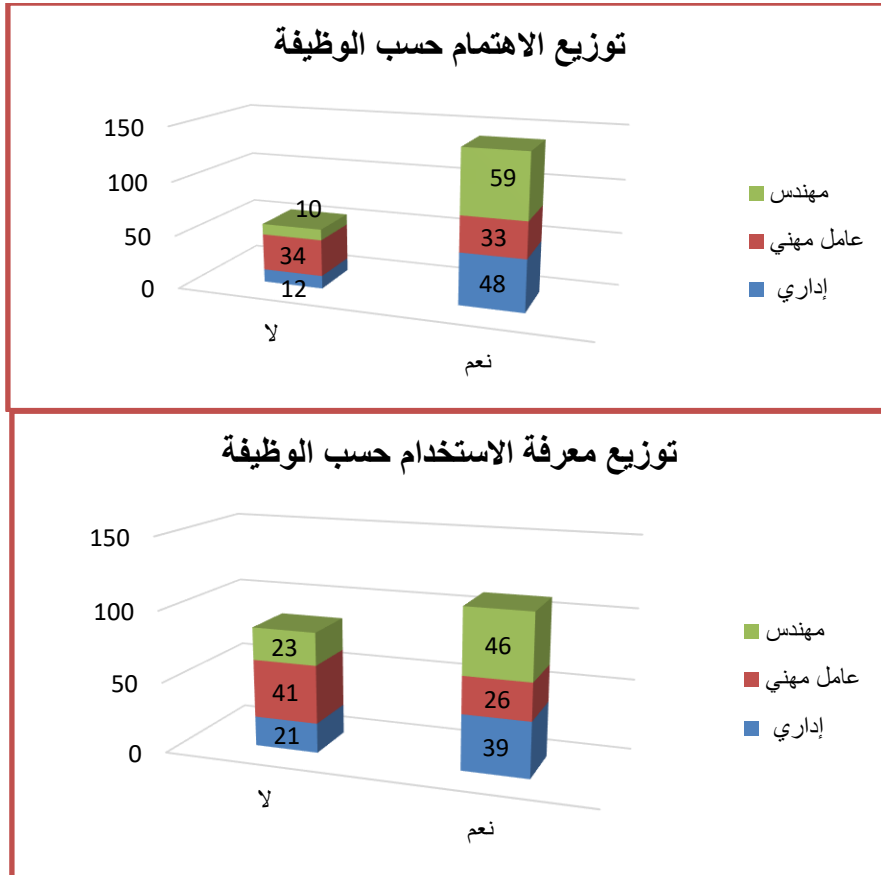 توزيع الاهتمام حسب الوظيفة
150
100
50
0
10
34
12
59
33
48
لا
نعم
مهندس
عامل مهني
إداري
توزيع معرفة الاستخدام حسب الوظيفة
150
100
50
0
23
41
21
46
26
39
لا
نعم
مهندس
عامل مهني
إداري